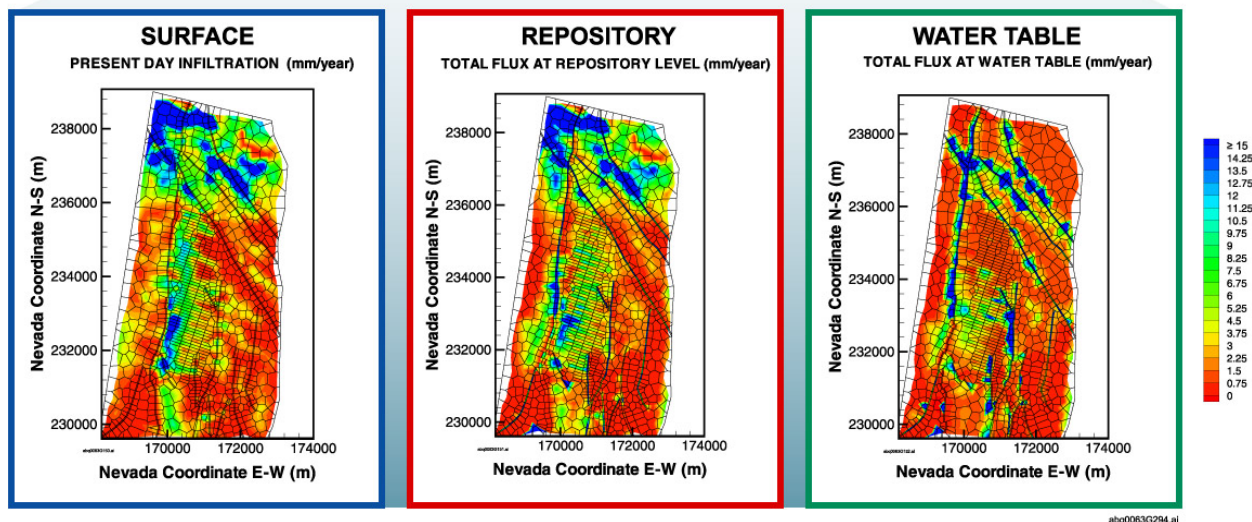 SURFACE
PRESENT DAY INFILTRATION (mm/year)
Nevada Coordinate N-S (m)
238000
236000
234000
232000
230000
170000 172000 174000
Nevada Coordinate E-W (m)
REPOSITORY
TOTAL FLUX AT REPOSITORY LEVEL (mm/year)
Nevada Coordinate N-S (m)
238000
236000
234000
232000
230000
170000 172000 174000
Nevada Coordinate E-W (m)
WATER TABLE
TOTAL FLUX AT WATER TABLE (mm/year)
Nevada Coordinate N-S (m)
238000
236000
234000
232000
230000
170000 172000 174000
Nevada Coordinate E-W (m)
≥ 15
14.25
13.5
12.75
12
11.25
10.5
9.75
9
8.25
7.5
6.75
6
5.25
4.5
3.75
3
2.25
1.5
0.75
0
abq0063G294.ai